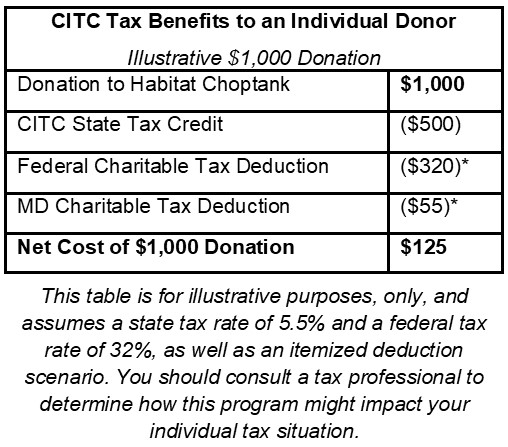 CITC Tax Benefits to an Individual Donor
Illustrative $1,000 Donation
Donation to Habitat Choptank $1,000
CITC State Tax Credit ($500)
Federal Charitable Tax Deduction ($320)*
MD Charitable Tax Deduction ($55)*
Net Cost of $1,000 Donation $125
This table is for illustrative purposes, only, and
assumes a state tax rate of 5.5% and a federal tax
rate of 32%, as well as an itemized deduction
scenario. You should consult a tax professional to
determine how this program might impact your
individual tax situation.